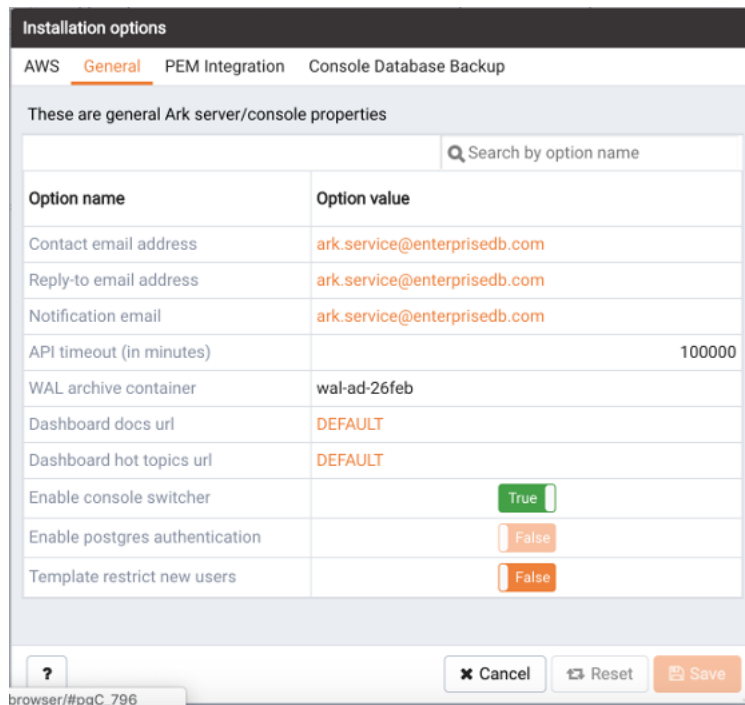 Installation options
AWS General PEM Integration Console Database Backup
These are general Ark server/console properties
Search by option name
Option name Option value
Contact email address ark.service@enterprisedb.com
Reply-to email address ark.service@enterprisedb.com
Notification email ark.service@enterprisedb.com
API timeout (in minutes) 100000
WAL archive container wal-ad-26feb
Dashboard docs url DEFAULT
Dashboard hot topics url DEFAULT
Enable console switcher True
Enable postgres authentication False
Template restrict new users False
? Cancel Reset Save
browser/#pgC_796